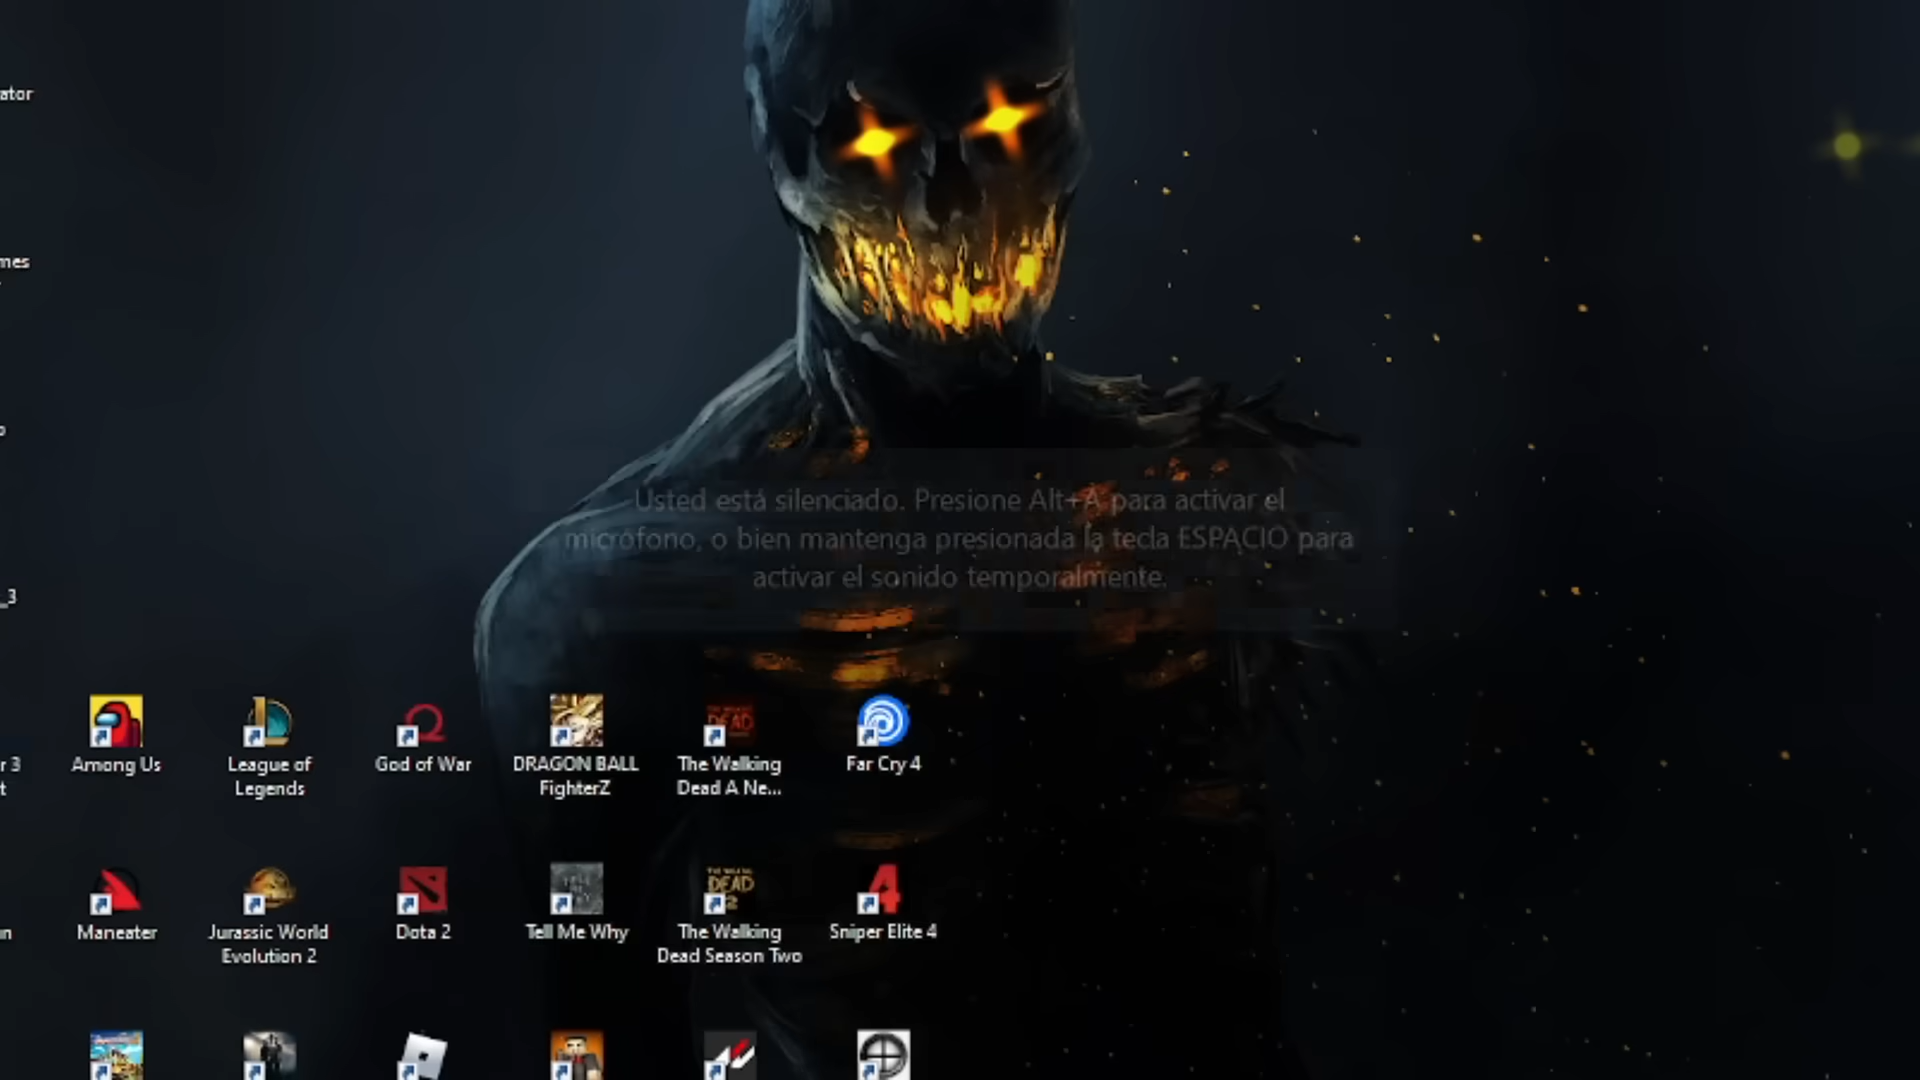 ator
mes
_3
Usted está silenciado. Presione Alt+A para activar el
micrófono, o bien mantenga presionada la tecla ESPACIO para
activar el sonido temporalmente.
r 3
t
Among Us
League of
Legends
God of War
DRAGON BALL
FighterZ
The Walking
Dead A Ne...
Far Cry 4
Maneater
Jurassic World
Evolution 2
Dota 2
Tell Me Why
The Walking
Dead Season Two
Sniper Elite 4